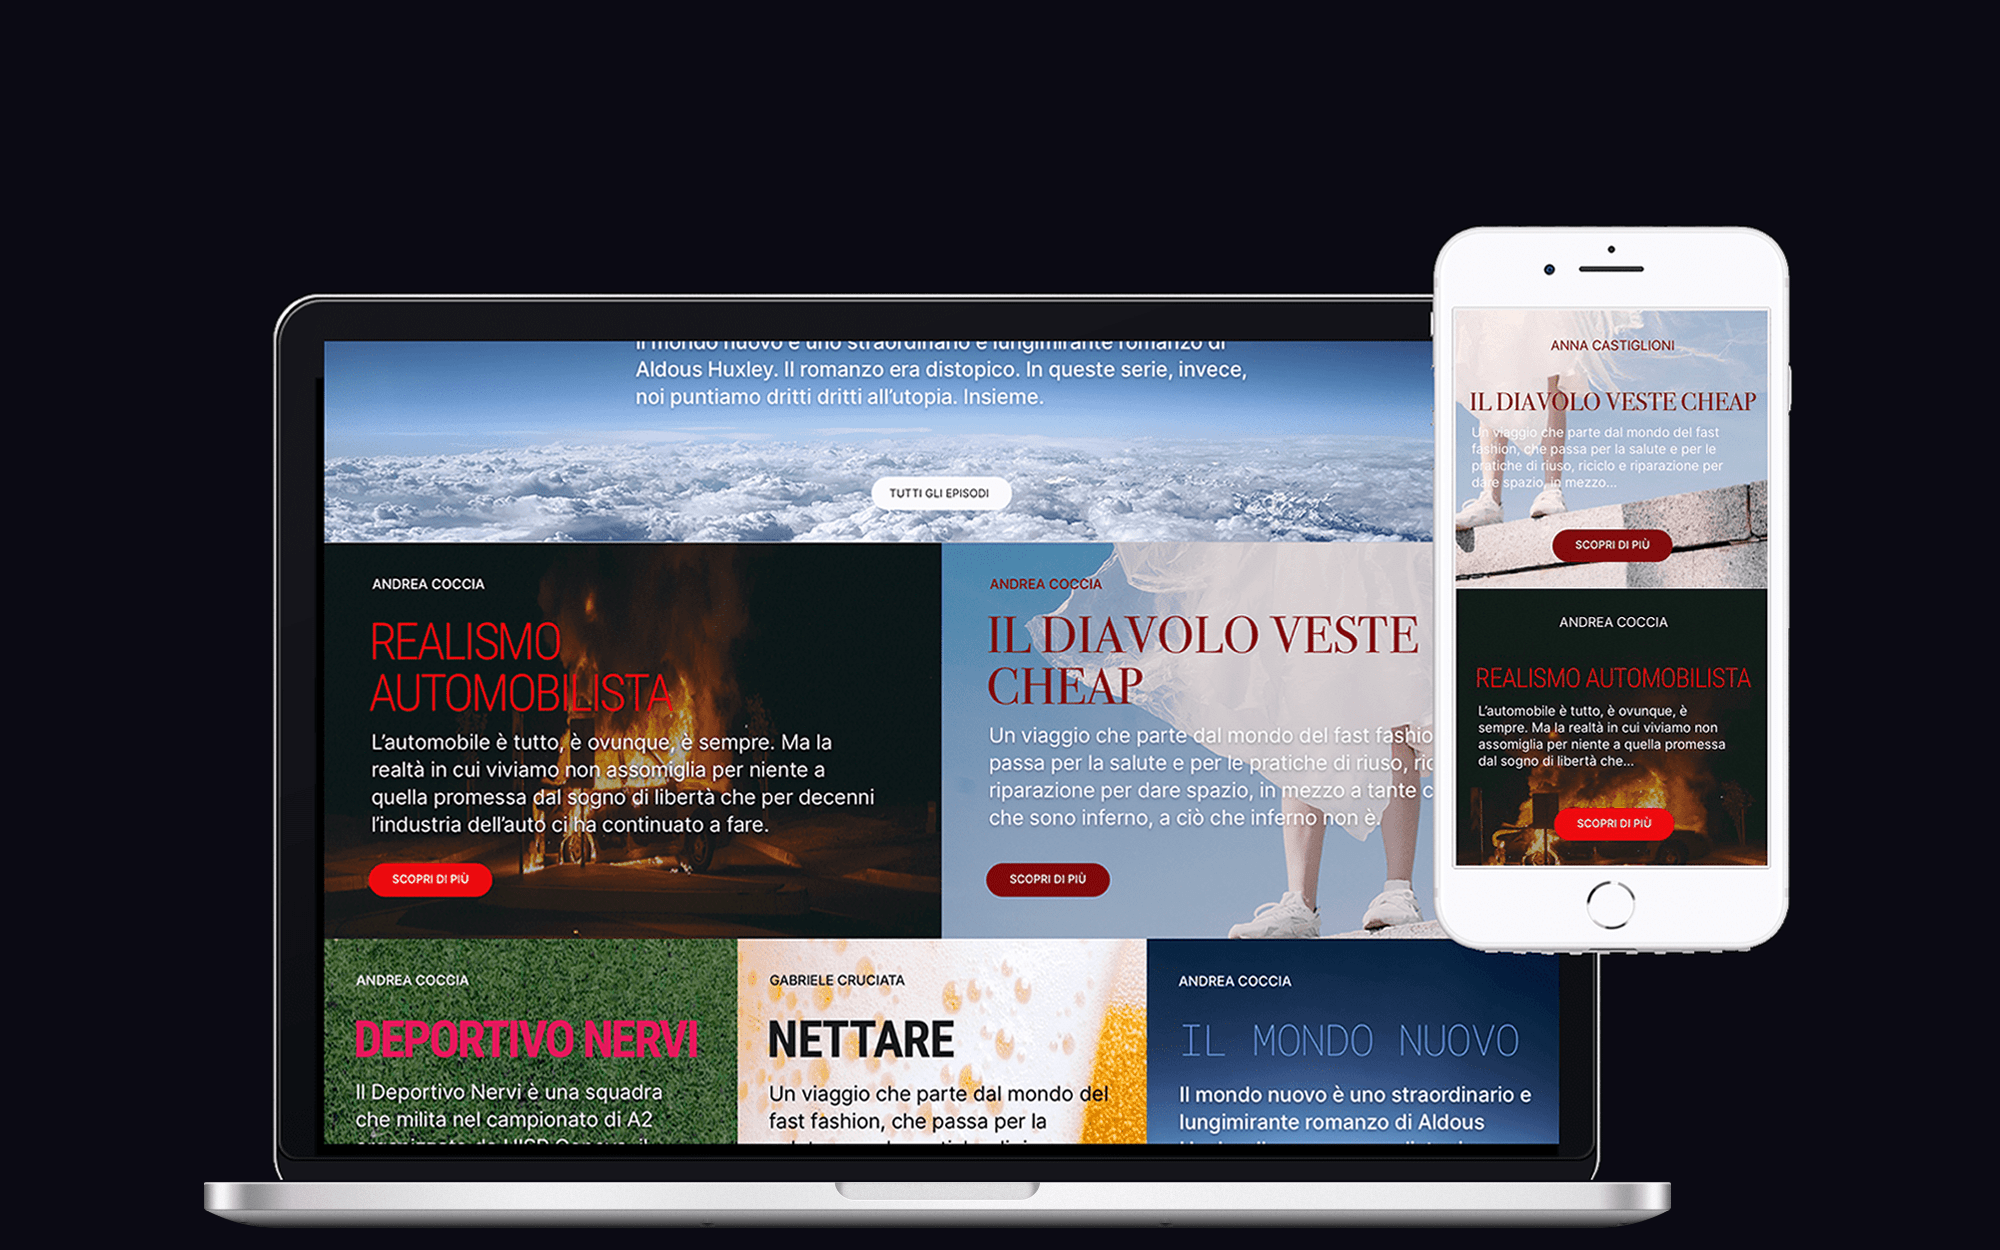 Il mondo nuovo è uno straordinario e lungimirante romanzo di
Aldous Huxley. Il romanzo era distopico. In queste serie, invece,
noi puntiamo dritti dritti all'utopia. Insieme.
TUTTI GLI EPISODI
ANDREA COCCIA
REALISMO
AUTOMOBILISTA
L'automobile è tutto, è ovunque, è sempre. Ma la
realtà in cui viviamo non assomiglia per niente a
quella promessa dal sogno di libertà che per decenni
l'industria dell'auto ci ha continuato a fare.
SCOPRI DI PIÙ
ANDREA COCCIA
IL DIAVOLO VESTE
CHEAP
Un viaggio che parte dal mondo del fast fashio
passa per la salute e per le pratiche di riuso, ric
riparazione per dare spazio, in mezzo a tante c
che sono inferno, a ciò che inferno non è.
SCOPRI DI PIÙ
ANDREA COCCIA
DEPORTIVO NERVI
Il Deportivo Nervi è una squadra
che milita nel campionato di A2
GABRIELE CRUCIATA
NETTARE
Un viaggio che parte dal mondo del
fast fashion, che passa per la
ANDREA COCCIA
IL MONDO NUOVO
Il mondo nuovo è uno straordinario e
lungimirante romanzo di Aldous
ANNA CASTIGLIONI
IL DIAVOLO VESTE CHEAP
Un viaggio che parte dal mondo del fast
fashion, che passa per la salute e per le
pratiche di riuso, riciclo e riparazione per
dare spazio, in mezzo...
SCOPRI DI PIÙ
ANDREA COCCIA
REALISMO AUTOMOBILISTA
L'automobile è tutto, è ovunque, è
sempre. Ma la realtà in cui viviamo non
assomiglia per niente a quella promessa
dal sogno di libertà che...
SCOPRI DI PIÙ